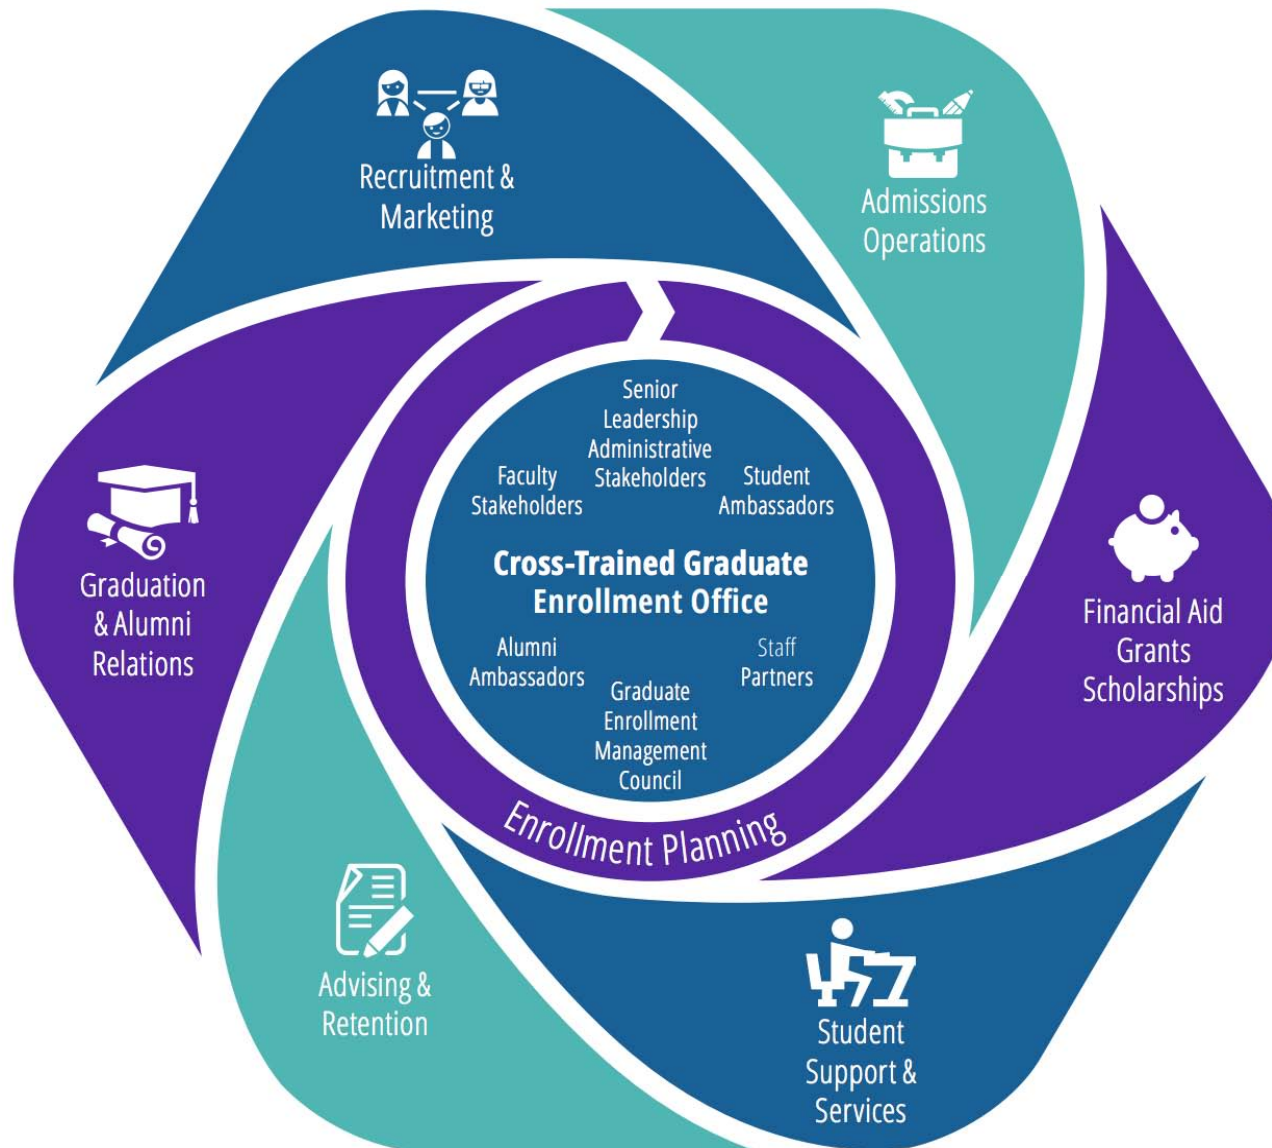 Recruitment &
Marketing
Admissions
Operations
Financial Aid
Grants
Scholarships
Student
Support &
Services
Advising &
Retention
Graduation
& Alumni
Relations
Senior
Leadership
Administrative
Stakeholders
Faculty
Stakeholders
Student
Ambassadors
Cross-Trained Graduate
Enrollment Office
Alumni
Ambassadors
Staff
Partners
Graduate
Enrollment
Management
Council
Enrollment Planning